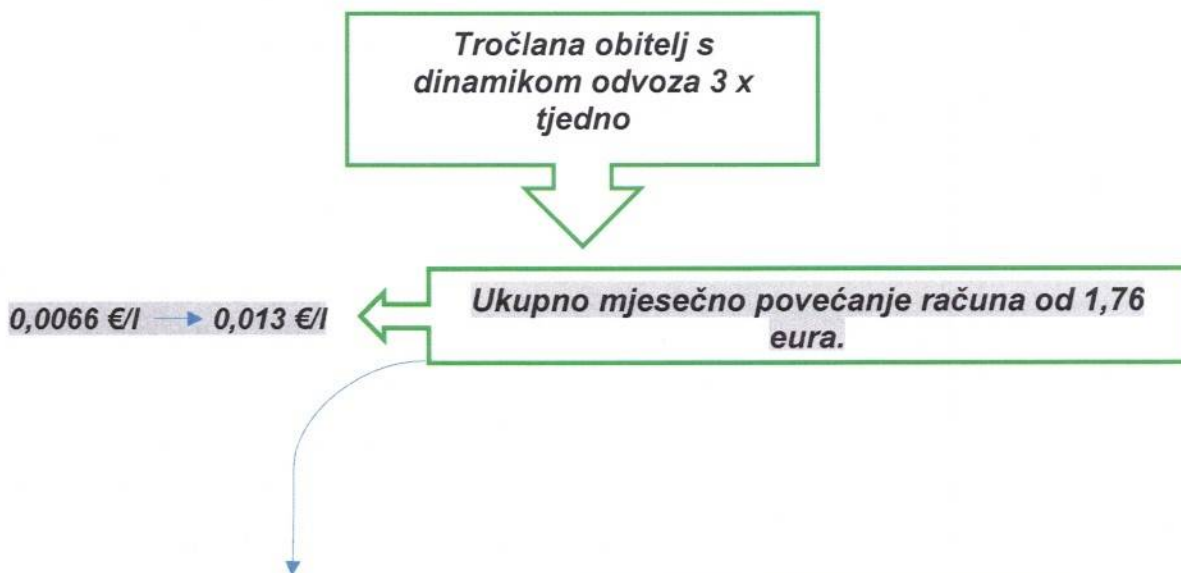 Tročlana obitelj s
dinamikom odvoza 3 x
tjedno
0,0066 €/l → 0,013 €/l
Ukupno mjesečno povećanje računa od 1,76
eura.